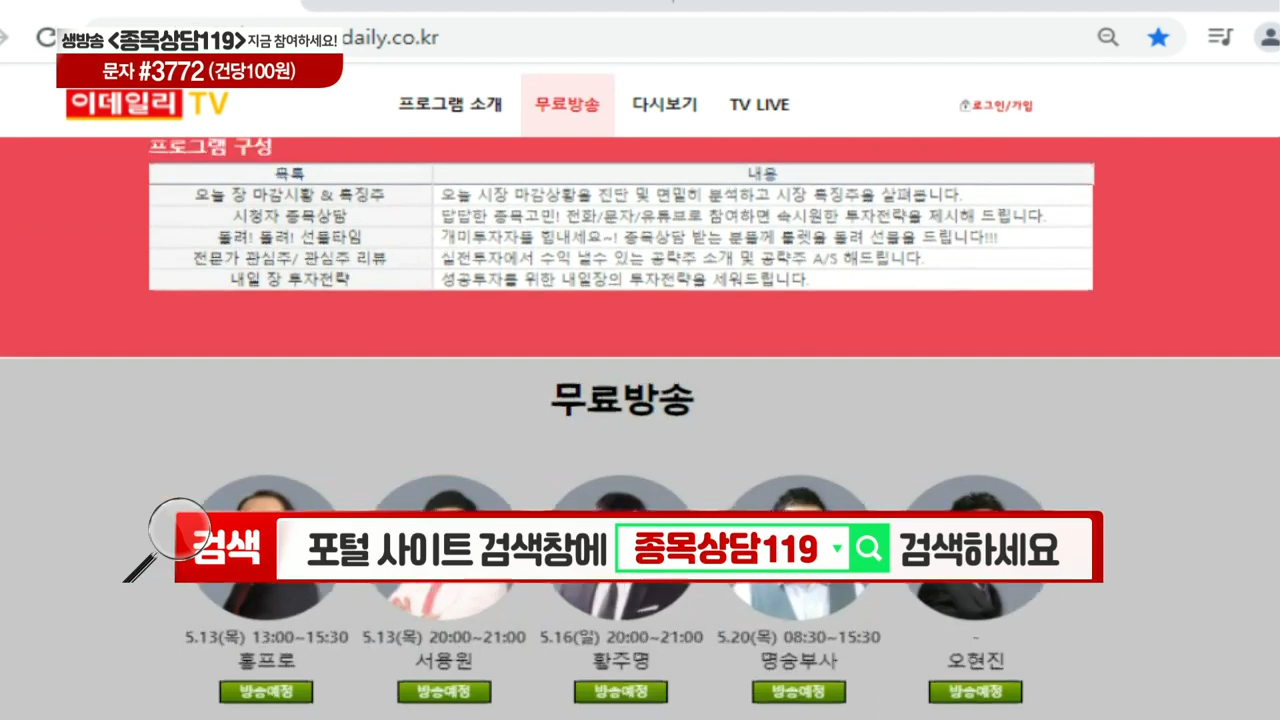 생방송 <종목상담119> 지금 참여하세요!
daily.co.kr
문자 #3772 (건당100원)
이데일리 TV
프로그램 소개
무료방송
다시보기
TV LIVE
로그인/가입
프로그램 구성
목록
내용
오늘 장 마감시황 & 특징주
오늘 시장 마감상황을 진단 및 면밀히 분석하고 시장 특징주을 살펴봅니다.
시청자 종목상담
답답한 종목고민! 전화/문자/유튜브로 참여하면 속시원한 투자전략을 제시해 드립니다.
돌려! 돌려! 선물타임
개미투자자들 힘내세요~! 종목상담 받는 분들께 룰렛을 돌려 선물을 드립니다!!!
전문가 관심주/ 관심주 리뷰
실전투자에서 수익 낼수 있는 공략주 소개 및 공략주 A/S 해드립니다.
내일 장 투자전략
성공투자를 위한 내일장의 투자전략을 세워드립니다.
무료방송
검색
포털 사이트 검색창에 종목상담119 검색하세요
5.13(목) 13:00~15:30
5.13(목) 20:00~21:00
5.16(일) 20:00~21:00
5.20(목) 08:30~15:30
-
홍프로
서용원
황주명
명승부사
오현진
방송예정
방송예정
방송예정
방송예정
방송예정